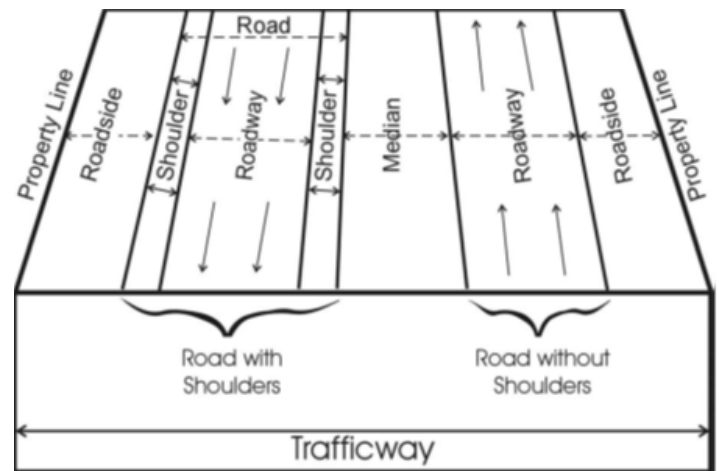 Road
Property Line
Roadside
Shoulder
Roadway
Shoulder
Median
Roadway
Roadside
Property Line
Road with
Shoulders
Road without
Shoulders
Trafficway